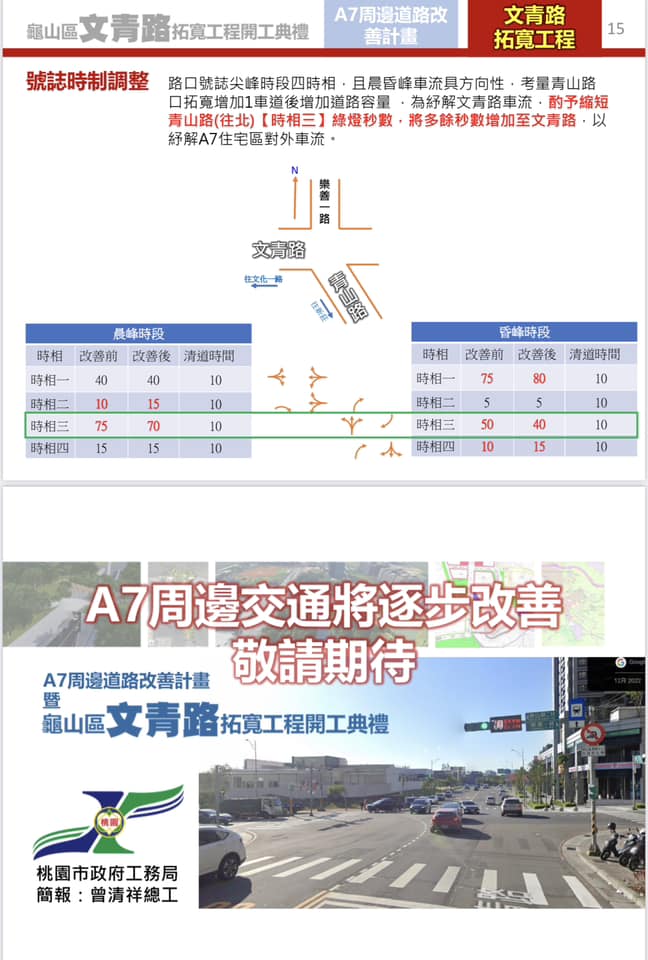 龜山區文青路拓寬工程開工典禮
A7周邊道路改
善計畫
文青路
拓寬工程
15
號誌時制調整
路口號誌尖峰時段四時相，且晨昏峰車流具方向性，考量青山路
口拓寬增加1車道後增加道路容量 ，為紓解文青路車流，酌予縮短
青山路(往北)【時相三】綠燈秒數，將多餘秒數增加至文青路，以
紓解A7住宅區對外車流。
N
樂善一路
文青路
往文化一路
青山路
晨峰時段
時相 改善前 改善後 清道時間
時相一 40 40 10
時相二 10 15 10
時相三 75 70 10
時相四 15 15 10
昏峰時段
時相 改善前 改善後 清道時間
時相一 75 80 10
時相二 5 5 10
時相三 50 40 10
時相四 10 15 10
A7周邊交通將逐步改善
敬請期待
A7周邊道路改善計畫
暨
龜山區文青路拓寬工程開工典禮
Google
12月 2022
桃園
桃園市政府工務局
簡報：曾清祥總工